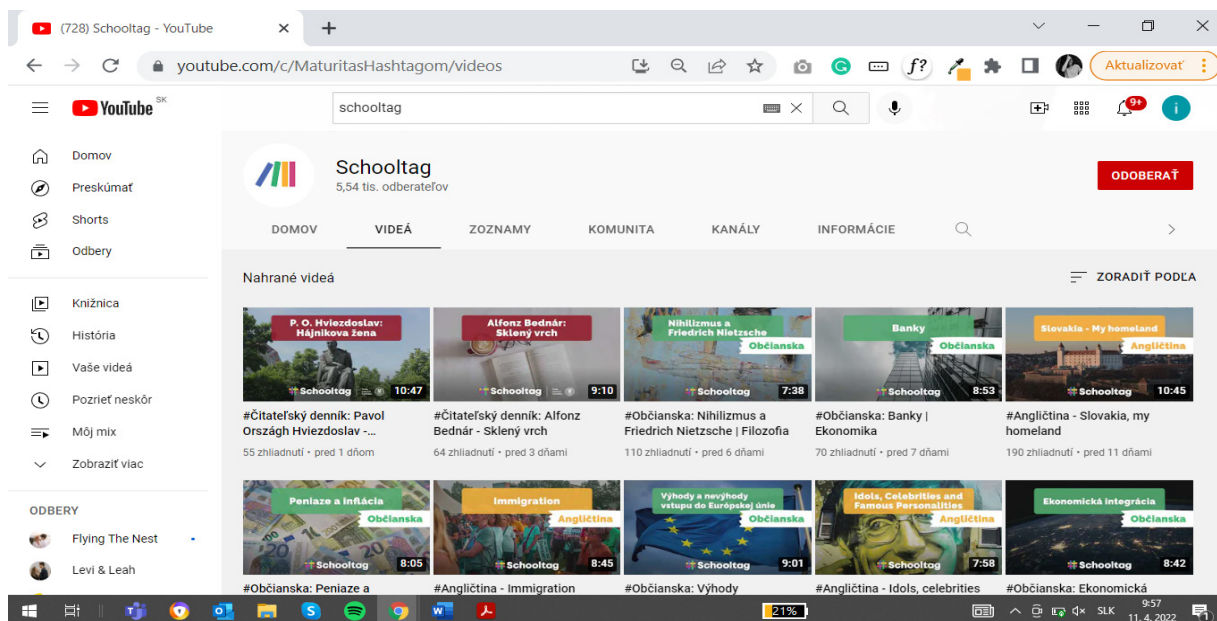 (728) Schooltag - YouTube
youtube.com/c/MaturitasHashtagom/videos
f?
Aktualizovať
YouTube SK
schooltag
9+
i
Domov
Preskúmať
Shorts
Odbery
Knižnica
História
Vaše videá
Pozrieť neskôr
Môj mix
Zobraziť viac
ODBERY
Flying The Nest
Levi & Leah
Schooltag
5,54 tis. odberateľov
ODOBERAŤ
DOMOV VIDEÁ ZOZNAMY KOMUNITA KANÁLY INFORMÁCIE
Nahrané videá
ZORADIŤ PODĽA
P. O. Hviezdoslav:
Hájnikova žena
#Schooltag
10:47
#Čitateľský denník: Pavol
Országh Hviezdoslav -...
55 zhliadnutí • pred 1 dňom
Alfonz Bednár:
Sklený vrch
#Schooltag
9:10
#Čitateľský denník: Alfonz
Bednár - Sklený vrch
64 zhliadnutí • pred 3 dňami
Nihilizmus a
Friedrich Nietzsche
Občianska
#Schooltag
7:38
#Občianska: Nihilizmus a
Friedrich Nietzsche | Filozofia
110 zhliadnutí • pred 6 dňami
Banky
Občianska
#Schooltag
8:53
#Občianska: Banky |
Ekonomika
70 zhliadnutí • pred 7 dňami
Slovakia - My homeland
Angličtina
#Schooltag
10:45
#Angličtina - Slovakia, my
homeland
190 zhliadnutí • pred 11 dňami
Peniaze a Inflácia
Občianska
#Schooltag
8:05
#Občianska: Peniaze a
Immigration
Angličtina
#Schooltag
8:45
#Angličtina - Immigration
Výhody a nevýhody
vstupu do Európskej únie
Občianska
#Schooltag
9:01
#Občianska: Výhody
Idols, Celebrities and
Famous Personalities
Angličtina
#Schooltag
7:58
#Angličtina - Idols, celebrities
Ekonomická integrácia
Občianska
#Schooltag
8:42
#Občianska: Ekonomická
21%
SLK
9:57
11. 4. 2022